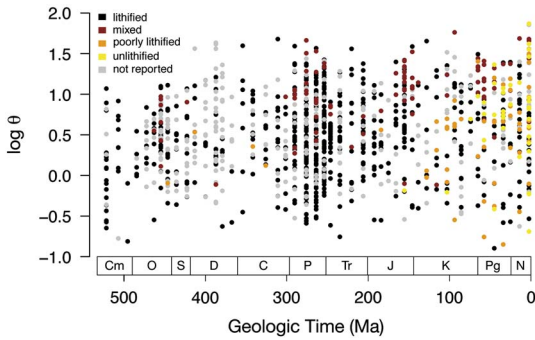 2.0
1.5
1.0
0.5
0.0
−0.5
−1.0
log θ
lithified
mixed
poorly lithified
unlithified
not reported
Cm O S D C P Tr J K Pg N
500 400 300 200 100 0
Geologic Time (Ma)